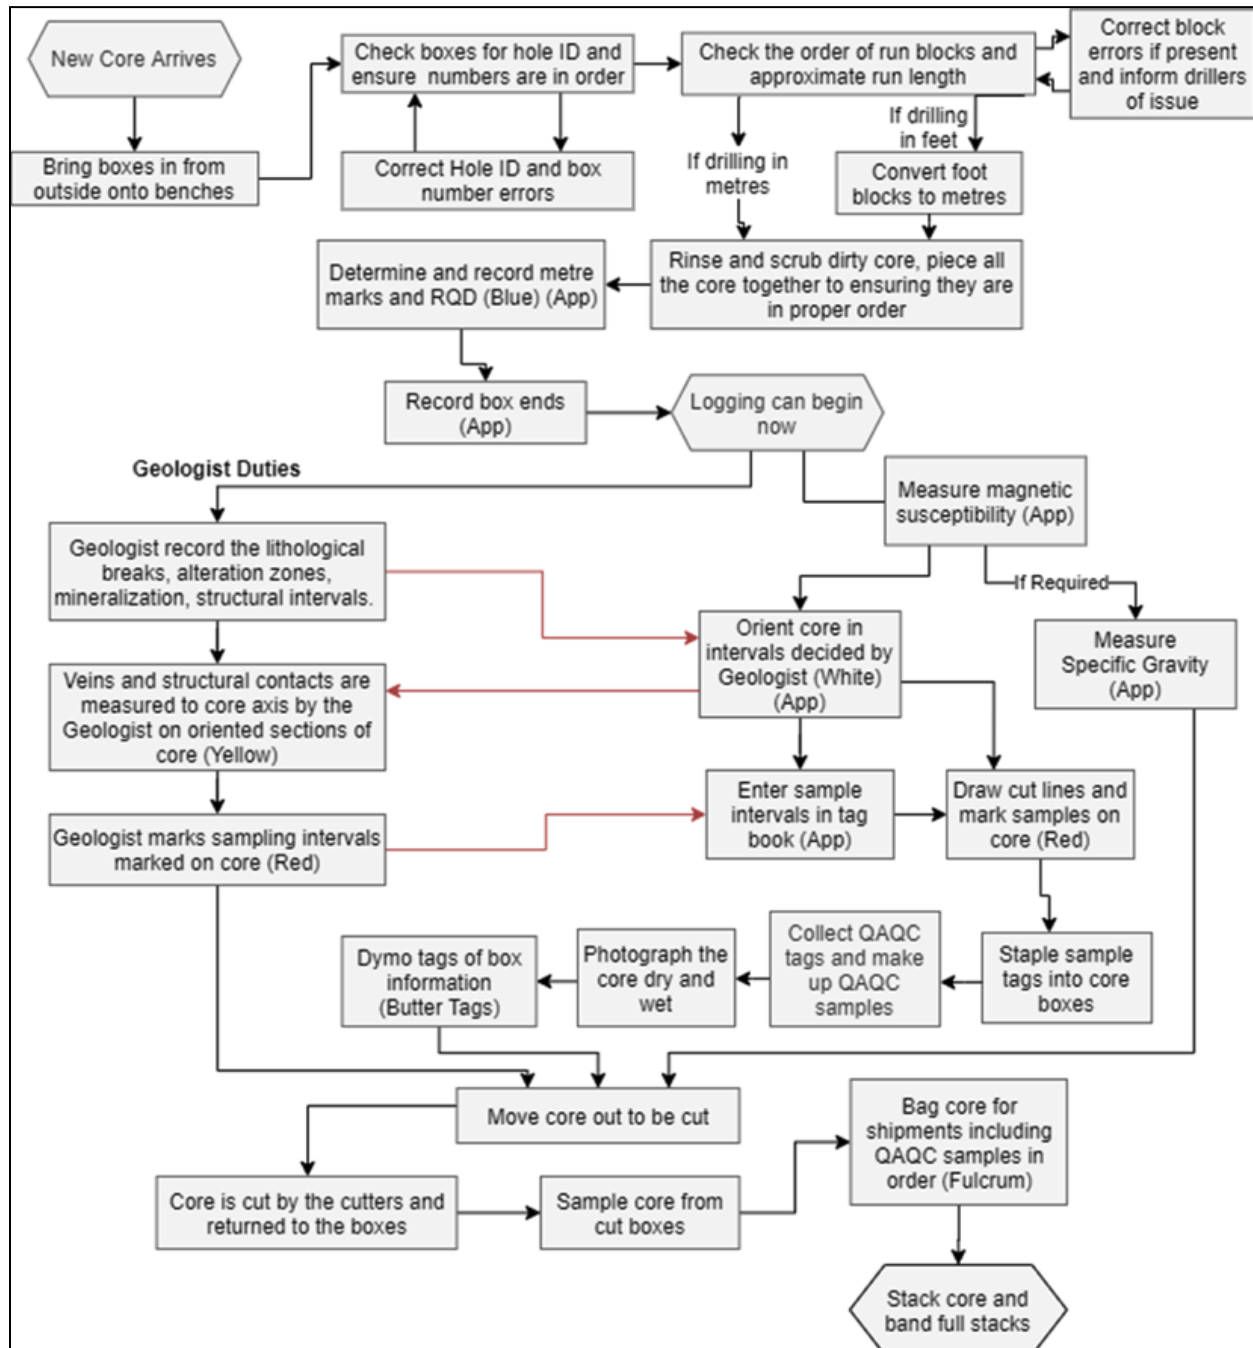 New Core Arrives
Bring boxes in from
outside onto benches
Check boxes for hole ID and
ensure numbers are in order
Correct Hole ID and box
number errors
Check the order of run blocks and
approximate run length
Correct block
errors if present
and inform drillers
of issue
If drilling in
metres
If drilling
in feet
Convert foot
blocks to metres
Rinse and scrub dirty core, piece all
the core together to ensuring they are
in proper order
Determine and record metre
marks and RQD (Blue) (App)
Record box ends
(App)
Logging can begin
now
Geologist Duties
Geologist record the lithological
breaks, alteration zones,
mineralization, structural intervals.
Veins and structural contacts are
measured to core axis by the
Geologist on oriented sections of
core (Yellow)
Geologist marks sampling intervals
marked on core (Red)
Measure magnetic
susceptibility (App)
If Required
Orient core in
intervals decided by
Geologist (White)
(App)
Measure
Specific Gravity
(App)
Enter sample
intervals in tag
book (App)
Draw cut lines and
mark samples on
core (Red)
Staple sample
tags into core
boxes
Collect QAQC
tags and make
up QAQC
samples
Photograph the
core dry and
wet
Dymo tags of box
information
(Butter Tags)
Move core out to be cut
Core is cut by the cutters and
returned to the boxes
Sample core from
cut boxes
Bag core for
shipments including
QAQC samples in
order (Fulcrum)
Stack core and
band full stacks